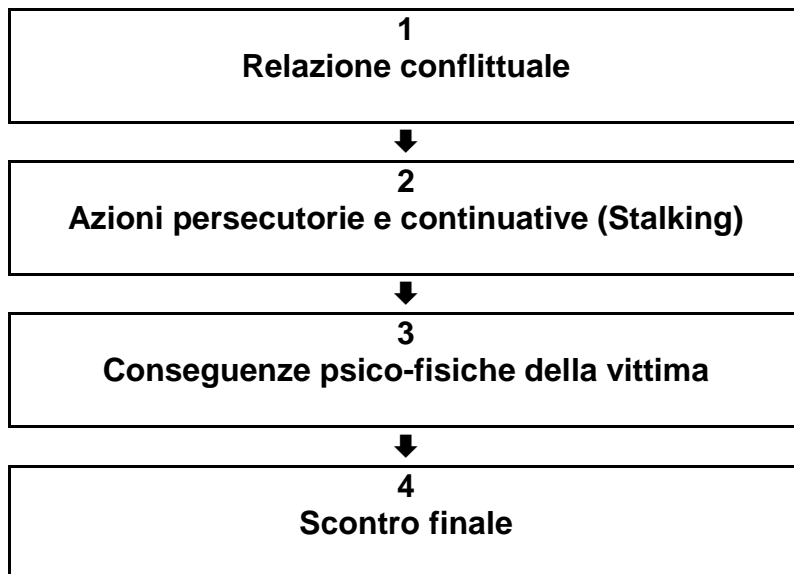 1
Relazione conflittuale
2
Azioni persecutorie e continuative (Stalking)
3
Conseguenze psico-fisiche della vittima
4
Scontro finale